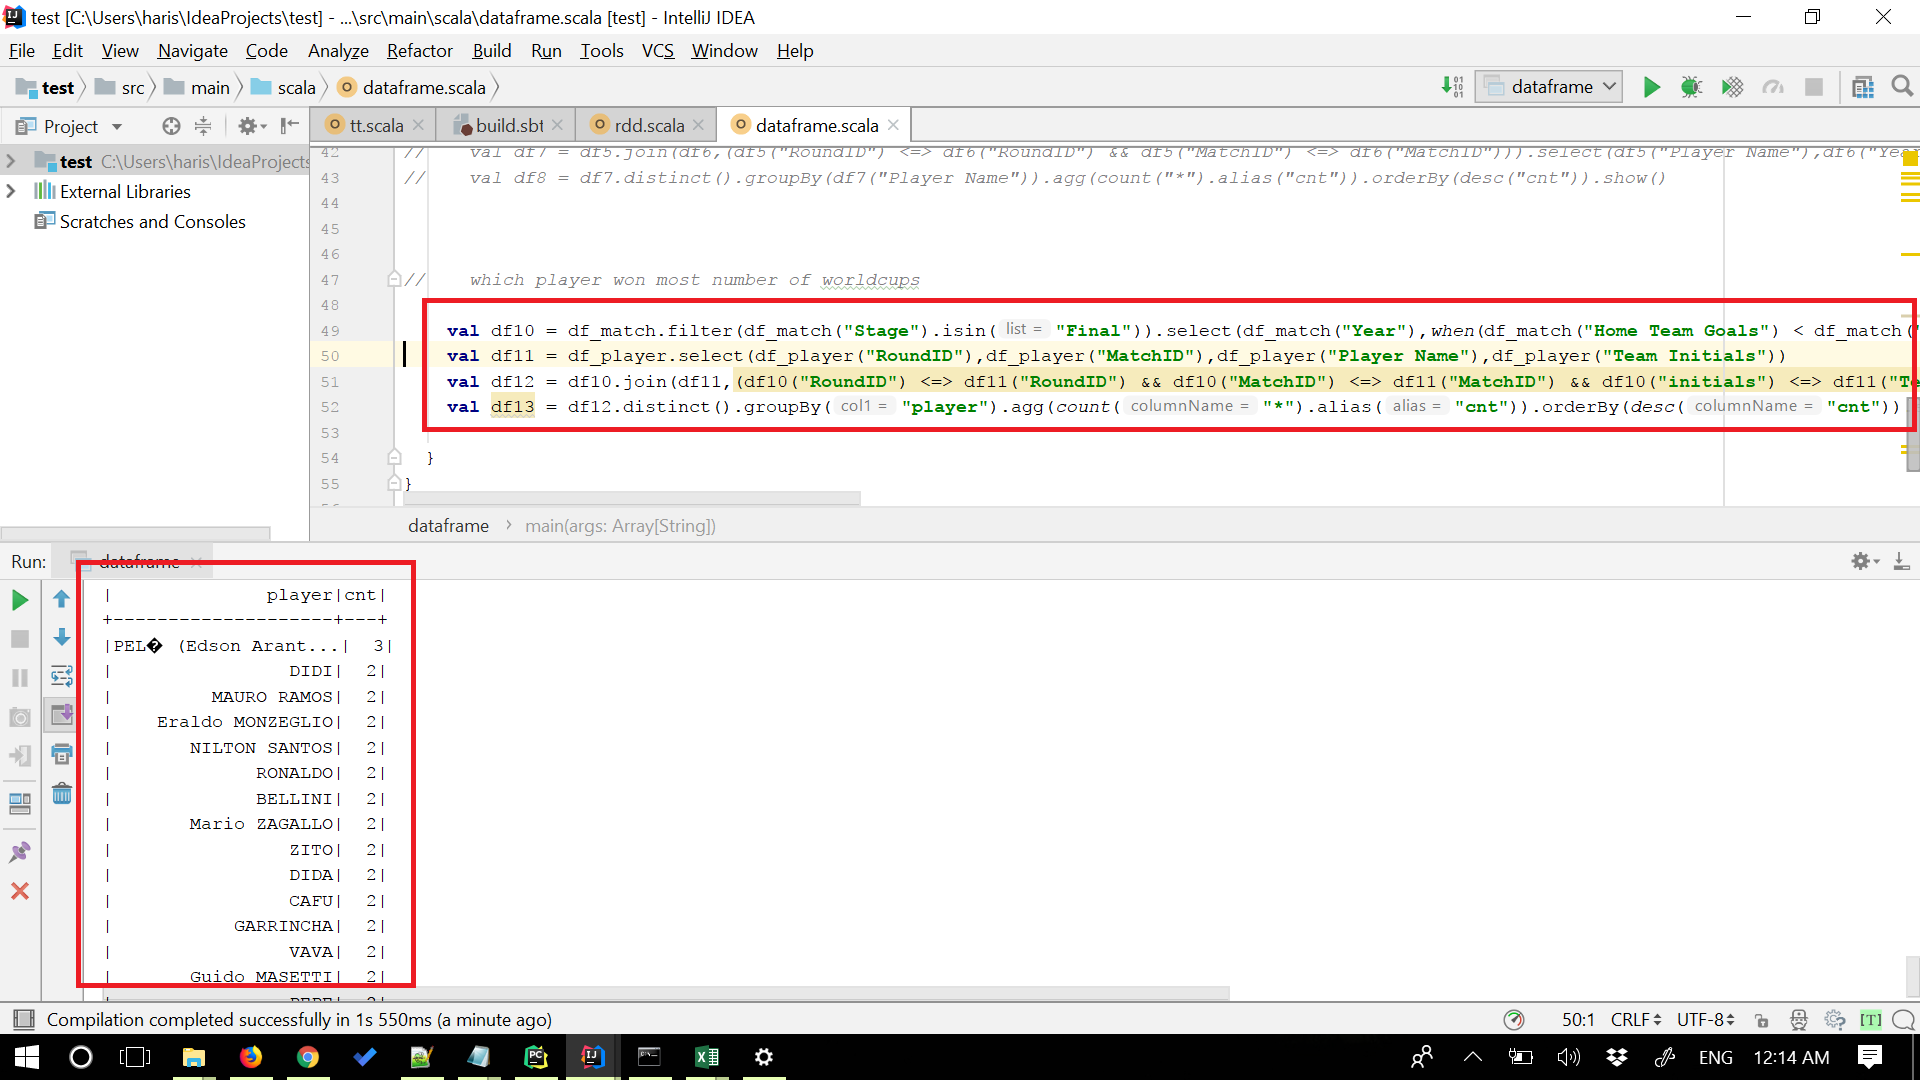 test [C:\Users\haris\IdeaProjects\test] - ...\src\main\scala\dataframe.scala [test] - IntelliJ IDEA
File Edit View Navigate Code Analyze Refactor Build Run Tools VCS Window Help
test src main scala dataframe.scala dataframe
Project tt.scala build.sbt rdd.scala dataframe.scala
test C:\Users\haris\IdeaProjects
External Libraries
Scratches and Consoles
42 // val df7 = df5.join(df6,(df5("RoundID") <=> df6("RoundID") && df5("MatchID") <=> df6("MatchID"))).select(df5("Player Name"),df6("Year
43 // val df8 = df7.distinct().groupBy(df7("Player Name")).agg(count("*").alias("cnt")).orderBy(desc("cnt")).show()
44
45
46
47 // which player won most number of worldcups
48
49 val df10 = df_match.filter(df_match("Stage").isin( list = "Final")).select(df_match("Year"),when(df_match("Home Team Goals") < df_match("
50 val df11 = df_player.select(df_player("RoundID"),df_player("MatchID"),df_player("Player Name"),df_player("Team Initials"))
51 val df12 = df10.join(df11,(df10("RoundID") <=> df11("RoundID") && df10("MatchID") <=> df11("MatchID") && df10("initials") <=> df11("Te
52 val df13 = df12.distinct().groupBy( col1 = "player").agg(count( columnName = "*").alias( alias = "cnt")).orderBy(desc( columnName = "cnt"))
53
54 }
55 }
dataframe main(args: Array[String])
Run: dataframe
| player|cnt|
+--------------------+---+
|PEL� (Edson Arant...| 3|
| DIDI| 2|
| MAURO RAMOS| 2|
| Eraldo MONZEGLIO| 2|
| NILTON SANTOS| 2|
| RONALDO| 2|
| BELLINI| 2|
| Mario ZAGALLO| 2|
| ZITO| 2|
| DIDA| 2|
| CAFU| 2|
| GARRINCHA| 2|
| VAVA| 2|
| Guido MASETTI| 2|
Compilation completed successfully in 1s 550ms (a minute ago) 50:1 CRLF UTF-8 [T]
ENG 12:14 AM